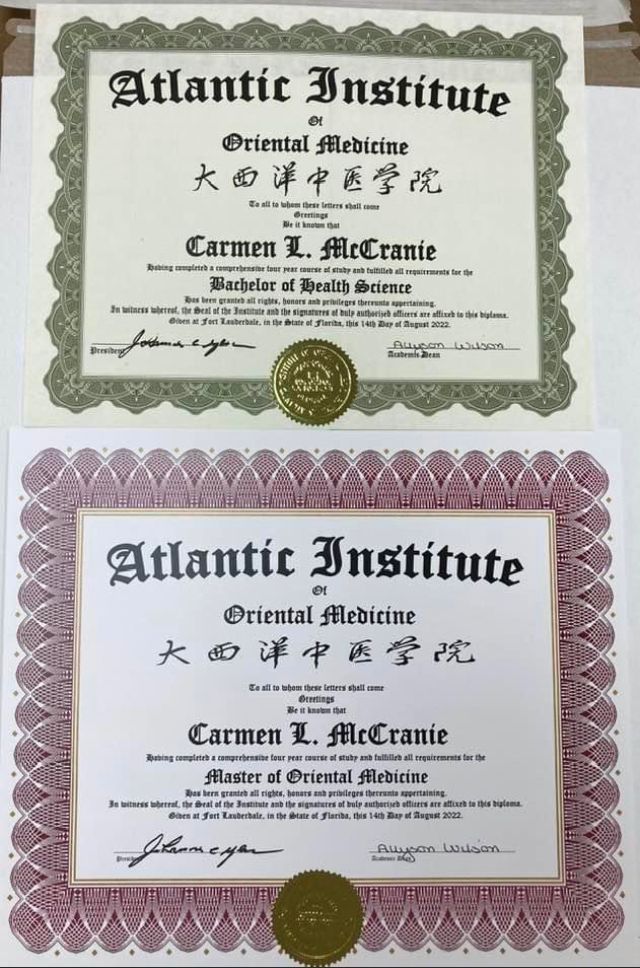 Atlantic Institute
Of
Oriental Medicine
大西洋中医学院
To all to whom these letters shall come
Greetings
Be it known that
Carmen L. McCranie
Having completed a comprehensive four year course of study and fulfilled all requirements for the
Bachelor of Health Science
Has been granted all rights, honors and privileges thereunto appertaining.
In witness whereof, the Seal of the Institute and the signatures of duly authorized officers are affixed to this diploma.
Given at Fort Lauderdale, in the State of Florida, this 14th Day of August 2022.
Allyson Wilson
President
Academic Dean
Atlantic Institute
Of
Oriental Medicine
大西洋中医学院
To all to whom these letters shall come
Greetings
Be it known that
Carmen L. McCranie
Having completed a comprehensive four year course of study and fulfilled all requirements for the
Master of Oriental Medicine
Has been granted all rights, honors and privileges thereunto appertaining.
In witness whereof, the Seal of the Institute and the signatures of duly authorized officers are affixed to this diploma.
Given at Fort Lauderdale, in the State of Florida, this 14th Day of August 2022.
Allyson Wilson
President
Academic Dean